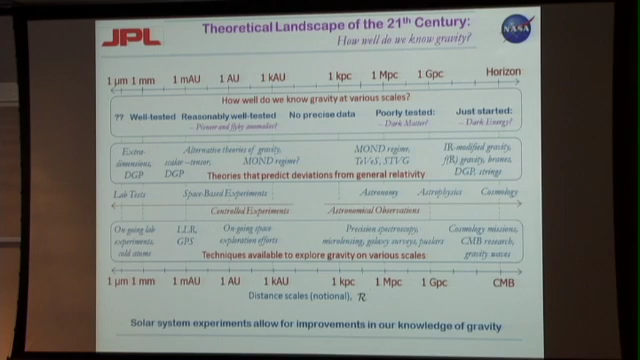 JPL
Theoretical Landscape of the 21th Century:
How well do we know gravity?
NASA
1 μm 1 mm 1 mAU 1 AU 1 kAU 1 kpc 1 Mpc 1 Gpc Horizon
How well do we know gravity at various scales?
?? Well-tested Reasonably well-tested No precise data Poorly tested: Just started:
– Pioneer and flyby anomalies? – Dark Matter? – Dark Energy?
Extra- Alternative theories of gravity, MOND regime, IR-modified gravity,
dimensions, scalar-tensor, MOND regime? TeVeS, STVG f(R) gravity, branes,
DGP DGP DGP, strings
Theories that predict deviations from general relativity
Lab Tests Space-Based Experiments Astronomy Astrophysics Cosmology
Controlled Experiments Astronomical Observations
On-going lab LLR, On-going space Precision spectroscopy, Cosmology missions,
experiments, GPS exploration efforts microlensing, galaxy surveys, pulsars CMB research,
cold atoms gravity waves
Techniques available to explore gravity on various scales
1 μm 1 mm 1 mAU 1 AU 1 kAU 1 kpc 1 Mpc 1 Gpc CMB
Distance scales (notional), R
Solar system experiments allow for improvements in our knowledge of gravity